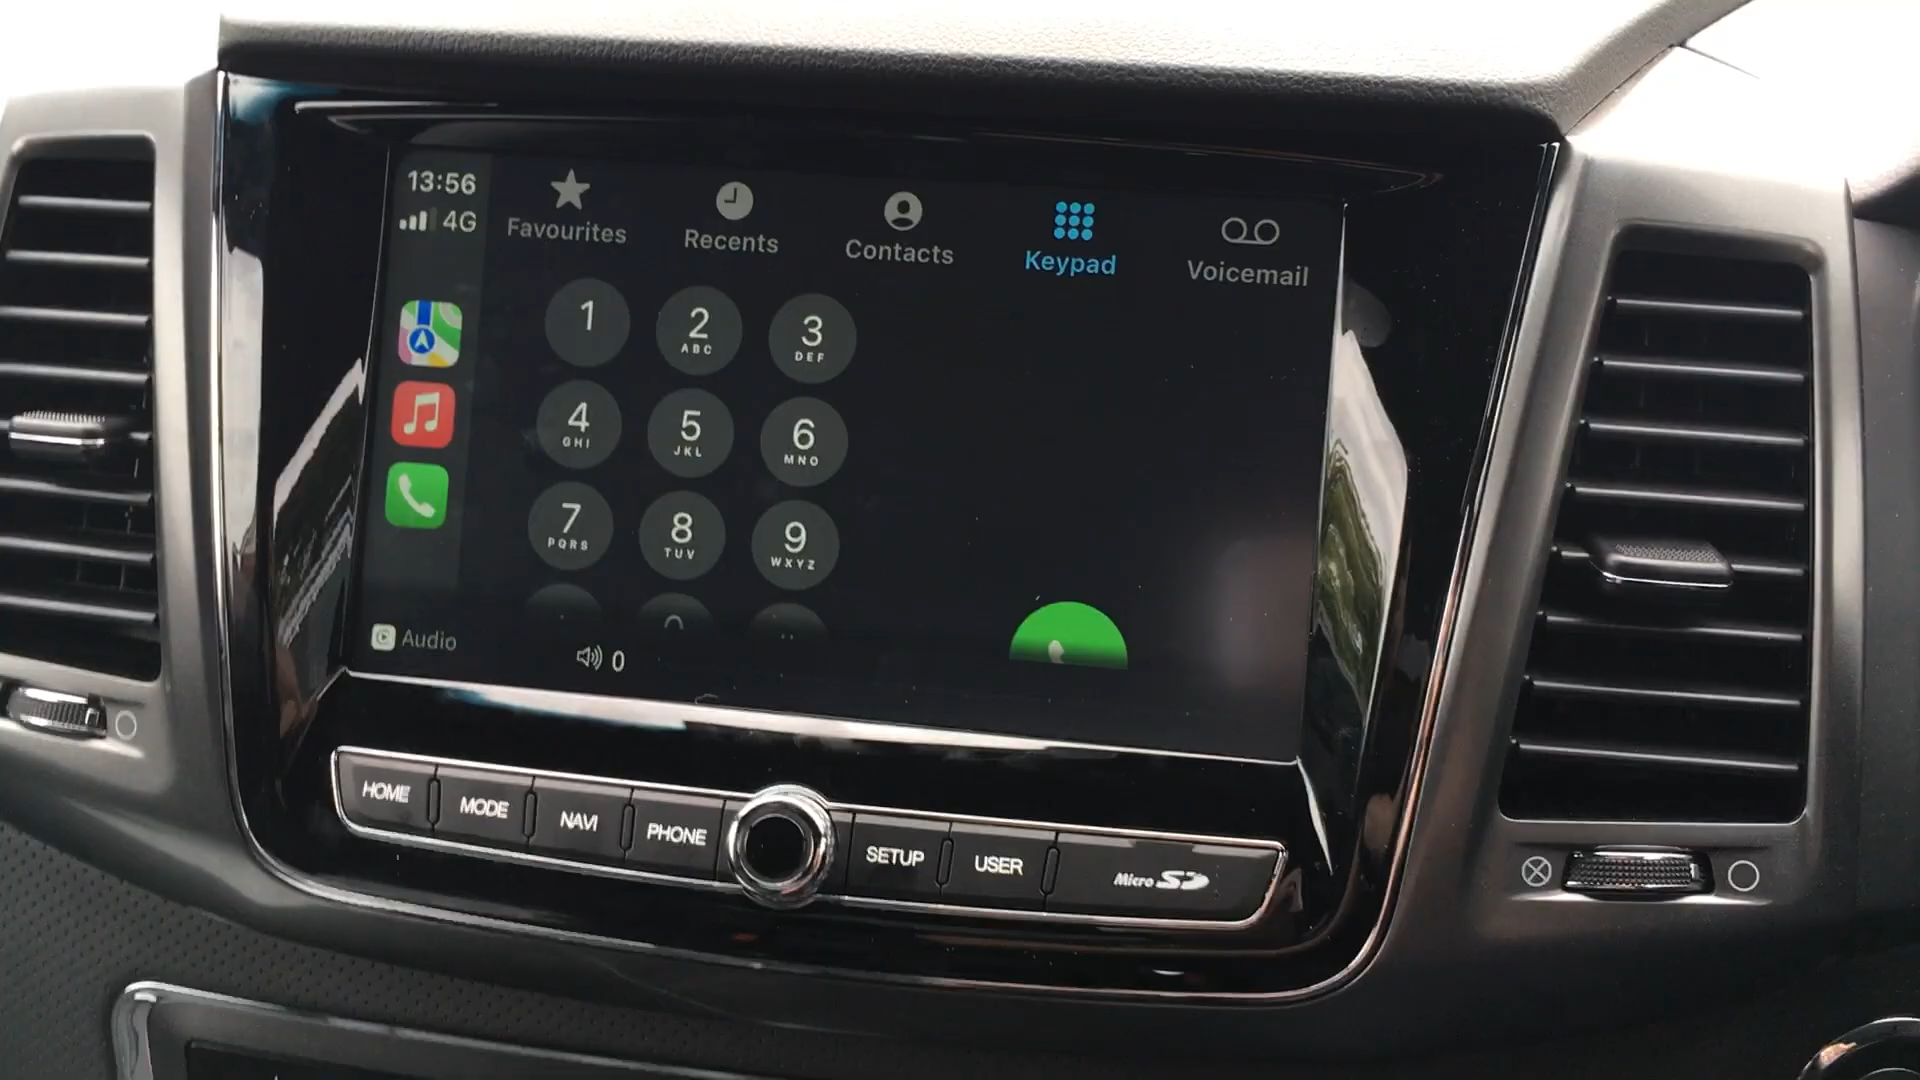 13:56
4G
Favourites
Recents
Contacts
Keypad
Voicemail
1
2
ABC
3
DEF
4
GHI
5
JKL
6
MNO
7
PQRS
8
TUV
9
WXYZ
Audio
0
HOME
MODE
NAVI
PHONE
SETUP
USER
Micro SD